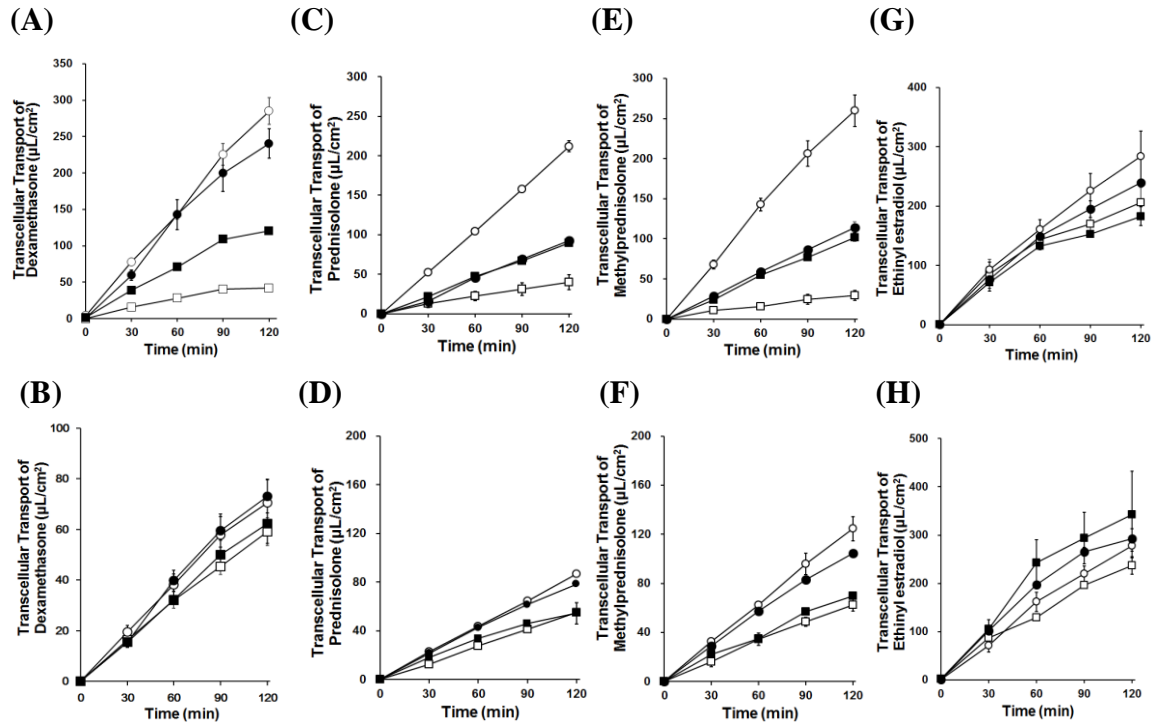 (A)
Transcellular Transport of
Dexamethasone (µL/cm²)
350
300
250
200
150
100
50
0
0 30 60 90 120
Time (min)
(C)
Transcellular Transport of
Prednisolone (µL/cm²)
300
250
200
150
100
50
0
0 30 60 90 120
Time (min)
(E)
Transcellular Transport of
Methylprednisolone (µL/cm²)
300
250
200
150
100
50
0
0 30 60 90 120
Time (min)
(G)
Transcellular Transport of
Ethinyl estradiol (µL/cm²)
400
300
200
100
0
0 30 60 90 120
Time (min)
(B)
Transcellular Transport of
Dexamethasone (µL/cm²)
100
80
60
40
20
0
0 30 60 90 120
Time (min)
(D)
Transcellular Transport of
Prednisolone (µL/cm²)
200
160
120
80
40
0
0 30 60 90 120
Time (min)
(F)
Transcellular Transport of
Methylprednisolone (µL/cm²)
200
160
120
80
40
0
0 30 60 90 120
Time (min)
(H)
Transcellular Transport of
Ethinyl estradiol (µL/cm²)
500
400
300
200
100
0
0 30 60 90 120
Time (min)